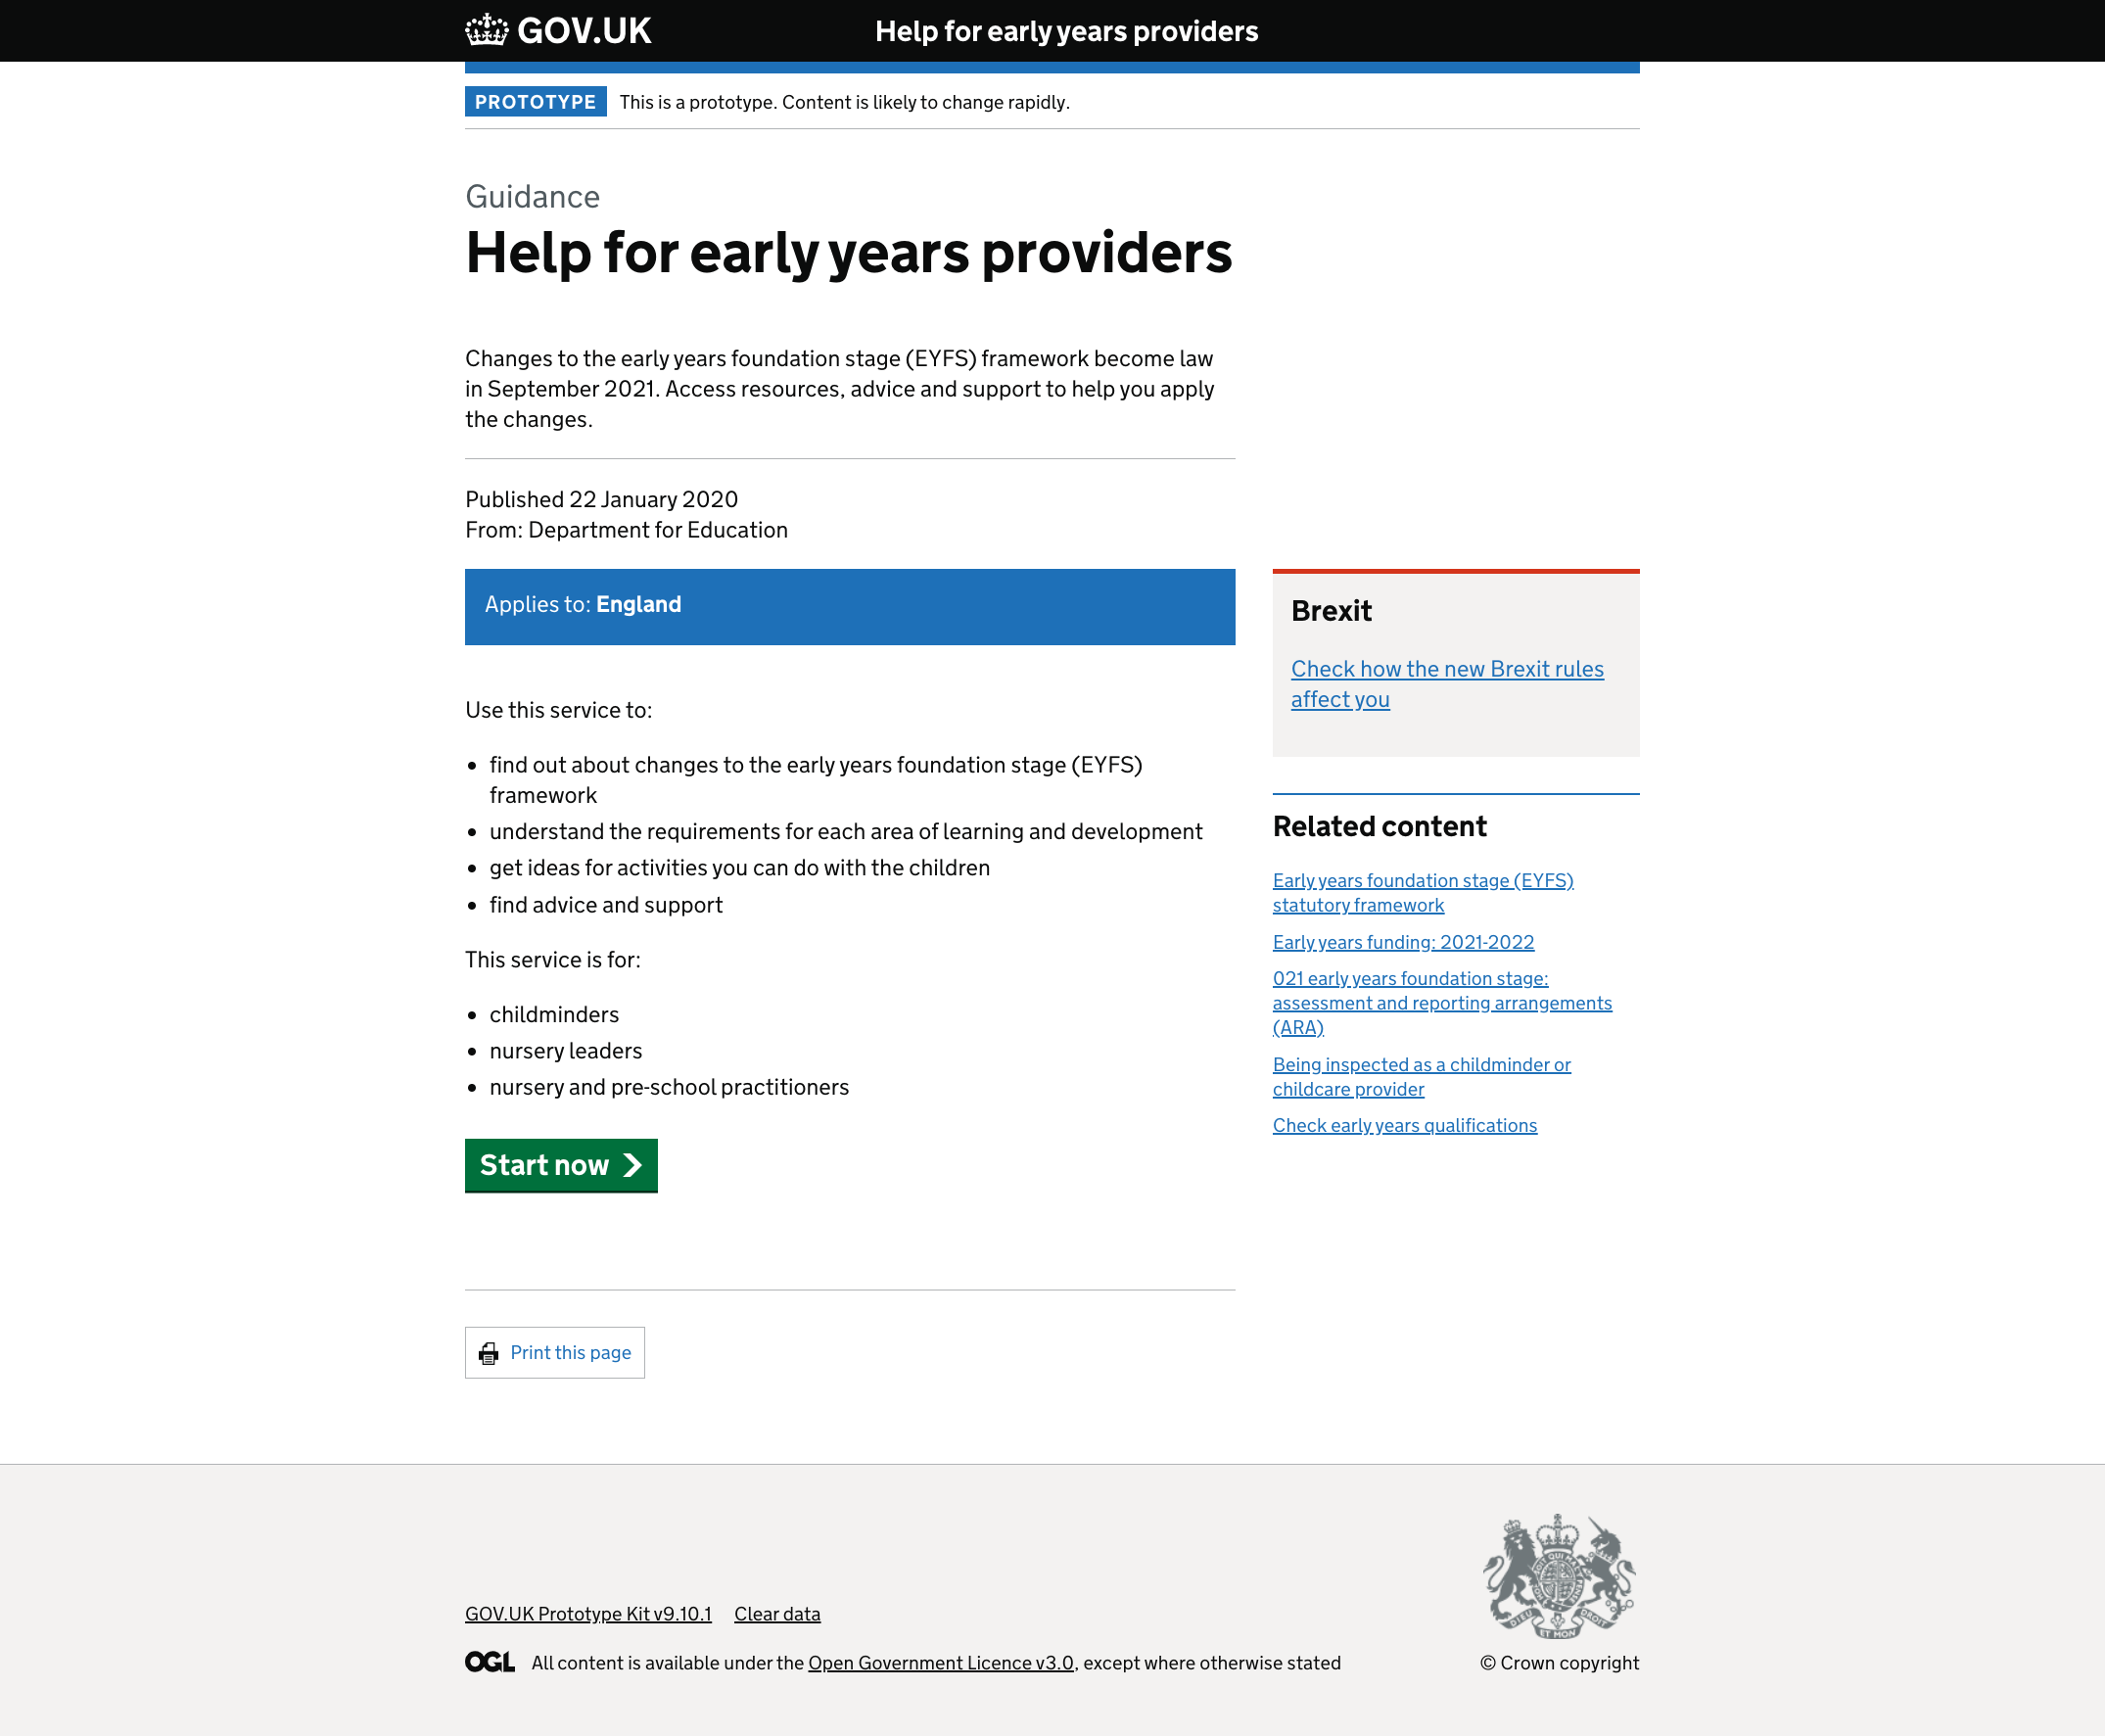 GOV.UK
Help for early years providers
PROTOTYPE This is a prototype. Content is likely to change rapidly.
Guidance
Help for early years providers
Changes to the early years foundation stage (EYFS) framework become law
in September 2021. Access resources, advice and support to help you apply
the changes.
Published 22 January 2020
From: Department for Education
Applies to: England
Use this service to:
find out about changes to the early years foundation stage (EYFS)
framework
understand the requirements for each area of learning and development
get ideas for activities you can do with the children
find advice and support
This service is for:
childminders
nursery leaders
nursery and pre-school practitioners
Start now
Brexit
Check how the new Brexit rules
affect you
Related content
Early years foundation stage (EYFS)
statutory framework
Early years funding: 2021-2022
021 early years foundation stage:
assessment and reporting arrangements
(ARA)
Being inspected as a childminder or
childcare provider
Check early years qualifications
Print this page
GOV.UK Prototype Kit v9.10.1 Clear data
OGL All content is available under the Open Government Licence v3.0, except where otherwise stated
DIEU ET MON DROIT
© Crown copyright